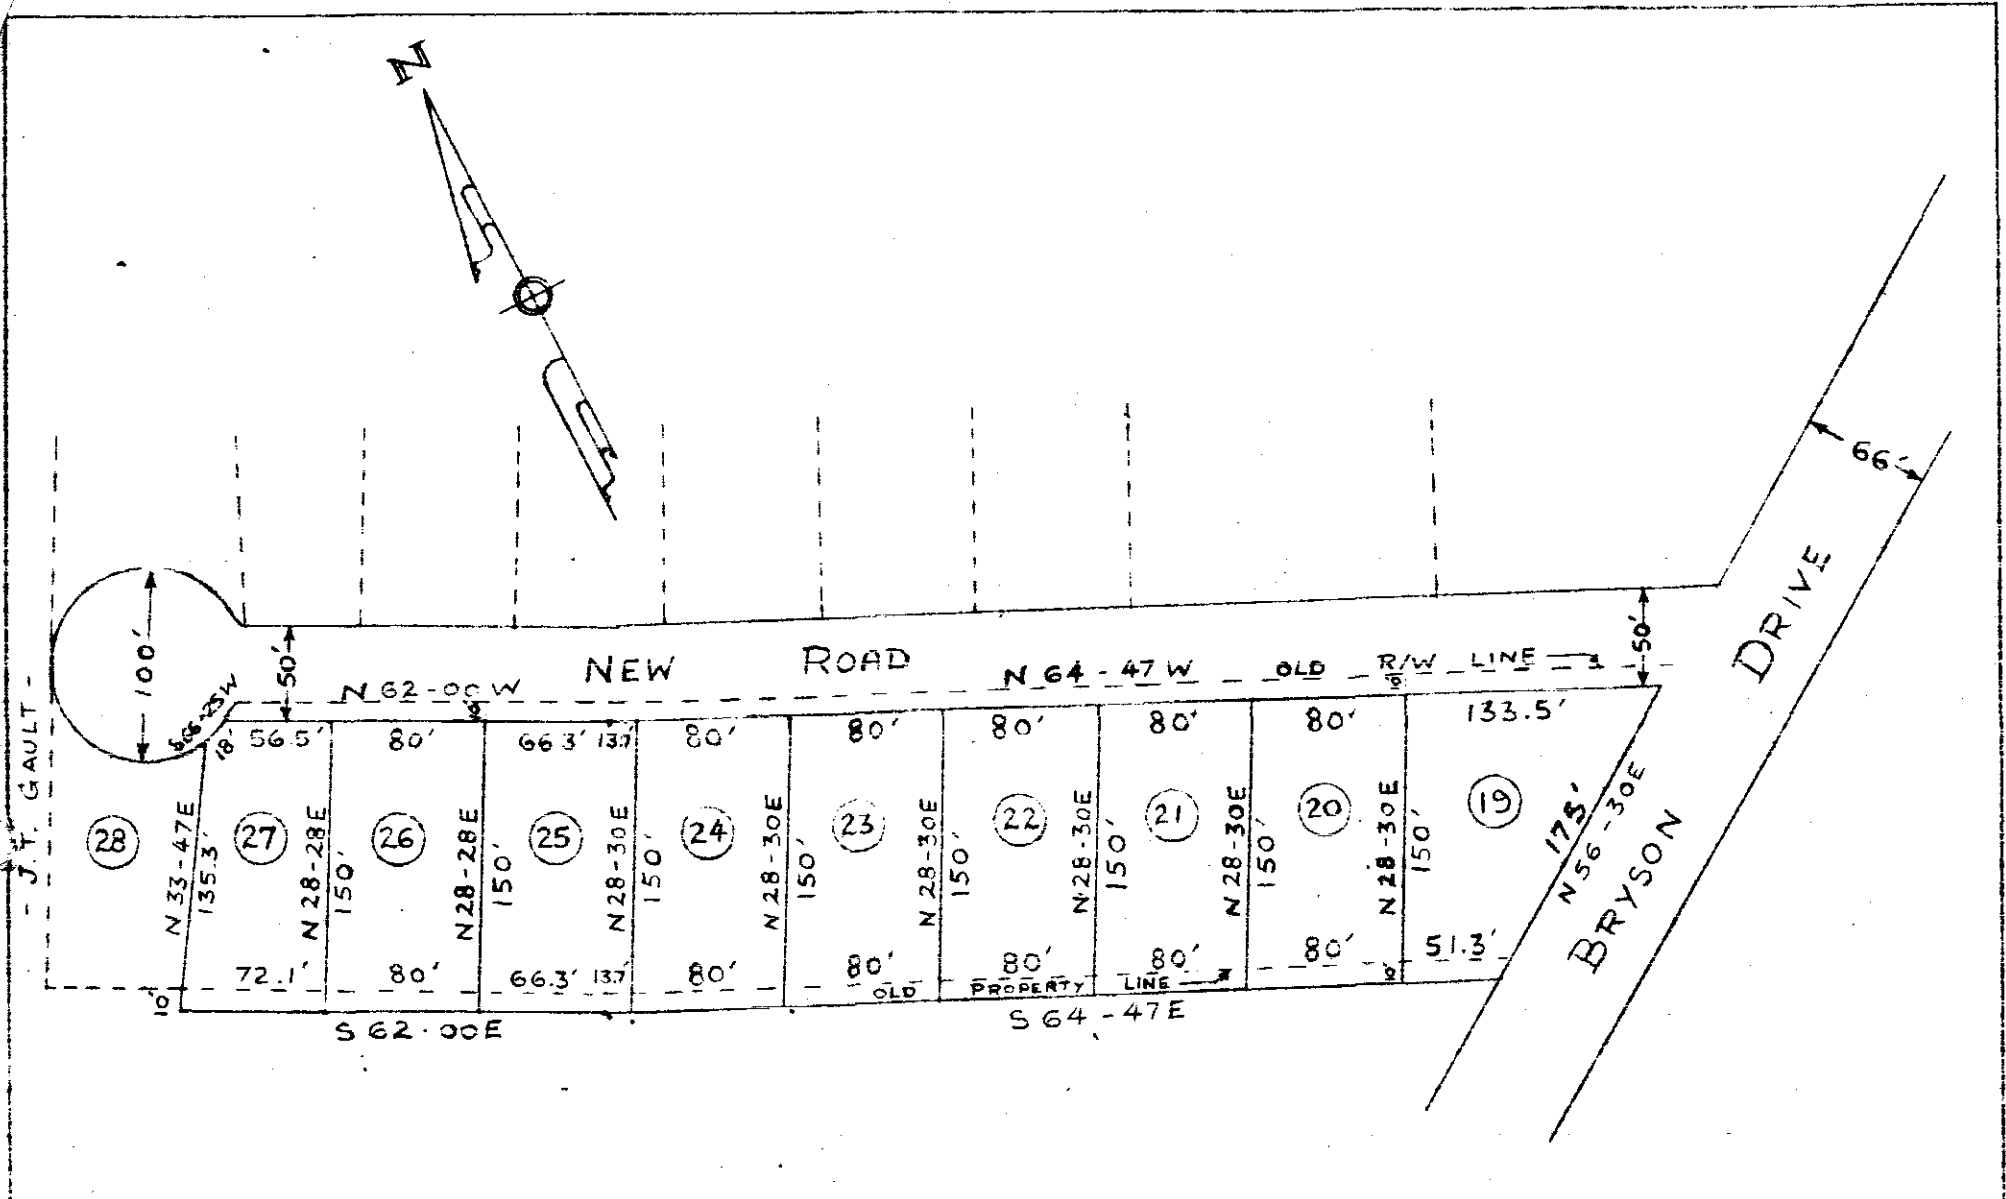 N
66'
DRIVE
BRYSON
100'
50'
NEW ROAD
50'
N 62-00 W
N 64-47 W
OLD R/W LINE
10'
10'
- J.T. GAULT -
18'
56.5'
80'
66.3' 13.7'
80'
80'
80'
80'
80'
133.5'
28
27
26
25
24
23
22
21
20
19
N 33-47E
135.3'
N 28-28E
150'
N 28-28E
150'
N 28-30E
150'
N 28-30E
150'
N 28-30E
150'
N 28-30E
150'
N 28-30E
150'
N 28-30E
150'
N 56-30E
72.1'
80'
66.3' 13.7'
80'
80'
80'
80'
80'
51.3'
10'
10'
OLD PROPERTY LINE
S 62-00E
S 64-47E